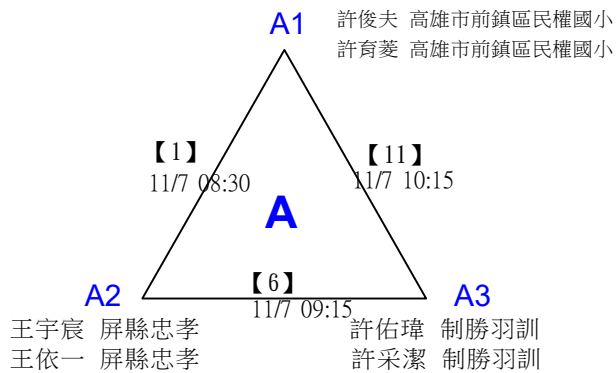 A1
許俊夫 高雄市前鎮區民權國小
許育菱 高雄市前鎮區民權國小
【1】
11/7 08:30
【11】
11/7 10:15
A
【6】
11/7 09:15
A2
A3
王宇宸 屏縣忠孝
王依一 屏縣忠孝
許佑瑋 制勝羽訓
許采潔 制勝羽訓